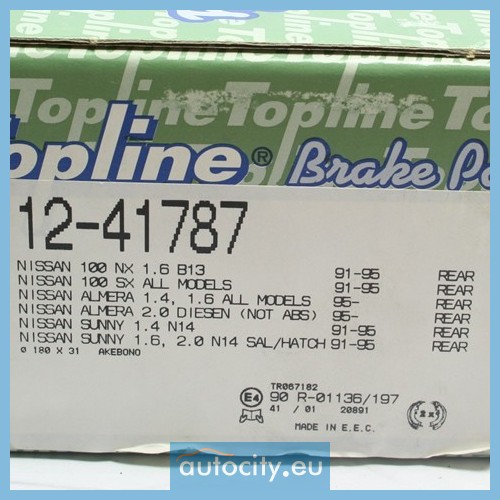 Topline Topline Topline To
Topline® Brake Pa
12-41787
NISSAN 100 NX 1.6 B13 91-95 REAR
NISSAN 100 SX ALL MODELS 91-95 REAR
NISSAN ALMERA 1.4, 1.6 ALL MODELS 95- REAR
NISSAN ALMERA 2.0 DIESEN (NOT ABS) 95- REAR
NISSAN SUNNY 1.4 N14 91-95 REAR
NISSAN SUNNY 1.6, 2.0 N14 SAL/HATCH 91-95 REAR
0 180 X 31 AKEBONO
TR067182
E4 90 R-01136/197 2x
41 / 01 20891
MADE IN E.E.C.
autocity.eu